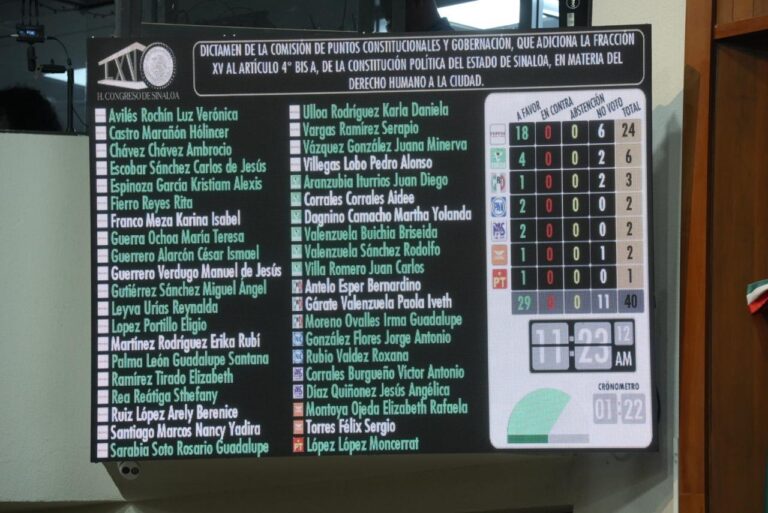 DICTAMEN DE LA COMISIÓN DE PUNTOS CONSTITUCIONALES Y GOBERNACIÓN, QUE ADICIONA LA FRACCIÓN
XV AL ARTÍCULO 4° BIS A, DE LA CONSTITUCIÓN POLÍTICA DEL ESTADO DE SINALOA, EN MATERIA DEL
DERECHO HUMANO A LA CIUDAD.
LXV
H. CONGRESO DE SINALOA
Avilés Rochín Luz Verónica
Castro Marañón Hólincer
Chávez Chávez Ambrocio
Escobar Sánchez Carlos de Jesús
Espinoza García Kristiam Alexis
Fierro Reyes Rita
Franco Meza Karina Isabel
Guerra Ochoa María Teresa
Guerrero Alarcón César Ismael
Guerrero Verdugo Manuel de Jesús
Gutiérrez Sánchez Miguel Ángel
Leyva Urías Reynalda
Lopez Portillo Eligio
Martínez Rodríguez Erika Rubí
Palma León Guadalupe Santana
Ramírez Tirado Elizabeth
Rea Reátiga Sthefany
Ruiz López Arely Berenice
Santiago Marcos Nancy Yadira
Sarabia Soto Rosario Guadalupe
Ulloa Rodríguez Karla Daniela
Vargas Ramírez Serapio
Vázquez González Juana Minerva
Villegas Lobo Pedro Alonso
Aranzubia Iturrios Juan Diego
Corrales Corrales Aidee
Dagnino Camacho Martha Yolanda
Valenzuela Buichia Briseida
Valenzuela Sánchez Rodolfo
Villa Romero Juan Carlos
Antelo Esper Bernardino
Gárate Valenzuela Paola Iveth
Moreno Ovalles Irma Guadalupe
González Flores Jorge Antonio
Rubio Valdez Roxana
Corrales Burgueño Víctor Antonio
Díaz Quiñonez Jesús Angélica
Montoya Ojeda Elizabeth Rafaela
Torres Félix Sergio
PT López López Moncerrat
A FAVOR EN CONTRA ABSTENCIÓN NO VOTO TOTAL
18 0 0 6 24
4 0 0 2 6
1 0 0 2 3
PAN 2 0 0 0 2
PAS 2 0 0 0 2
1 0 0 1 2
PT 1 0 0 0 1
29 0 0 11 40
11:23 12
AM
CRÓNOMETRO
01:22